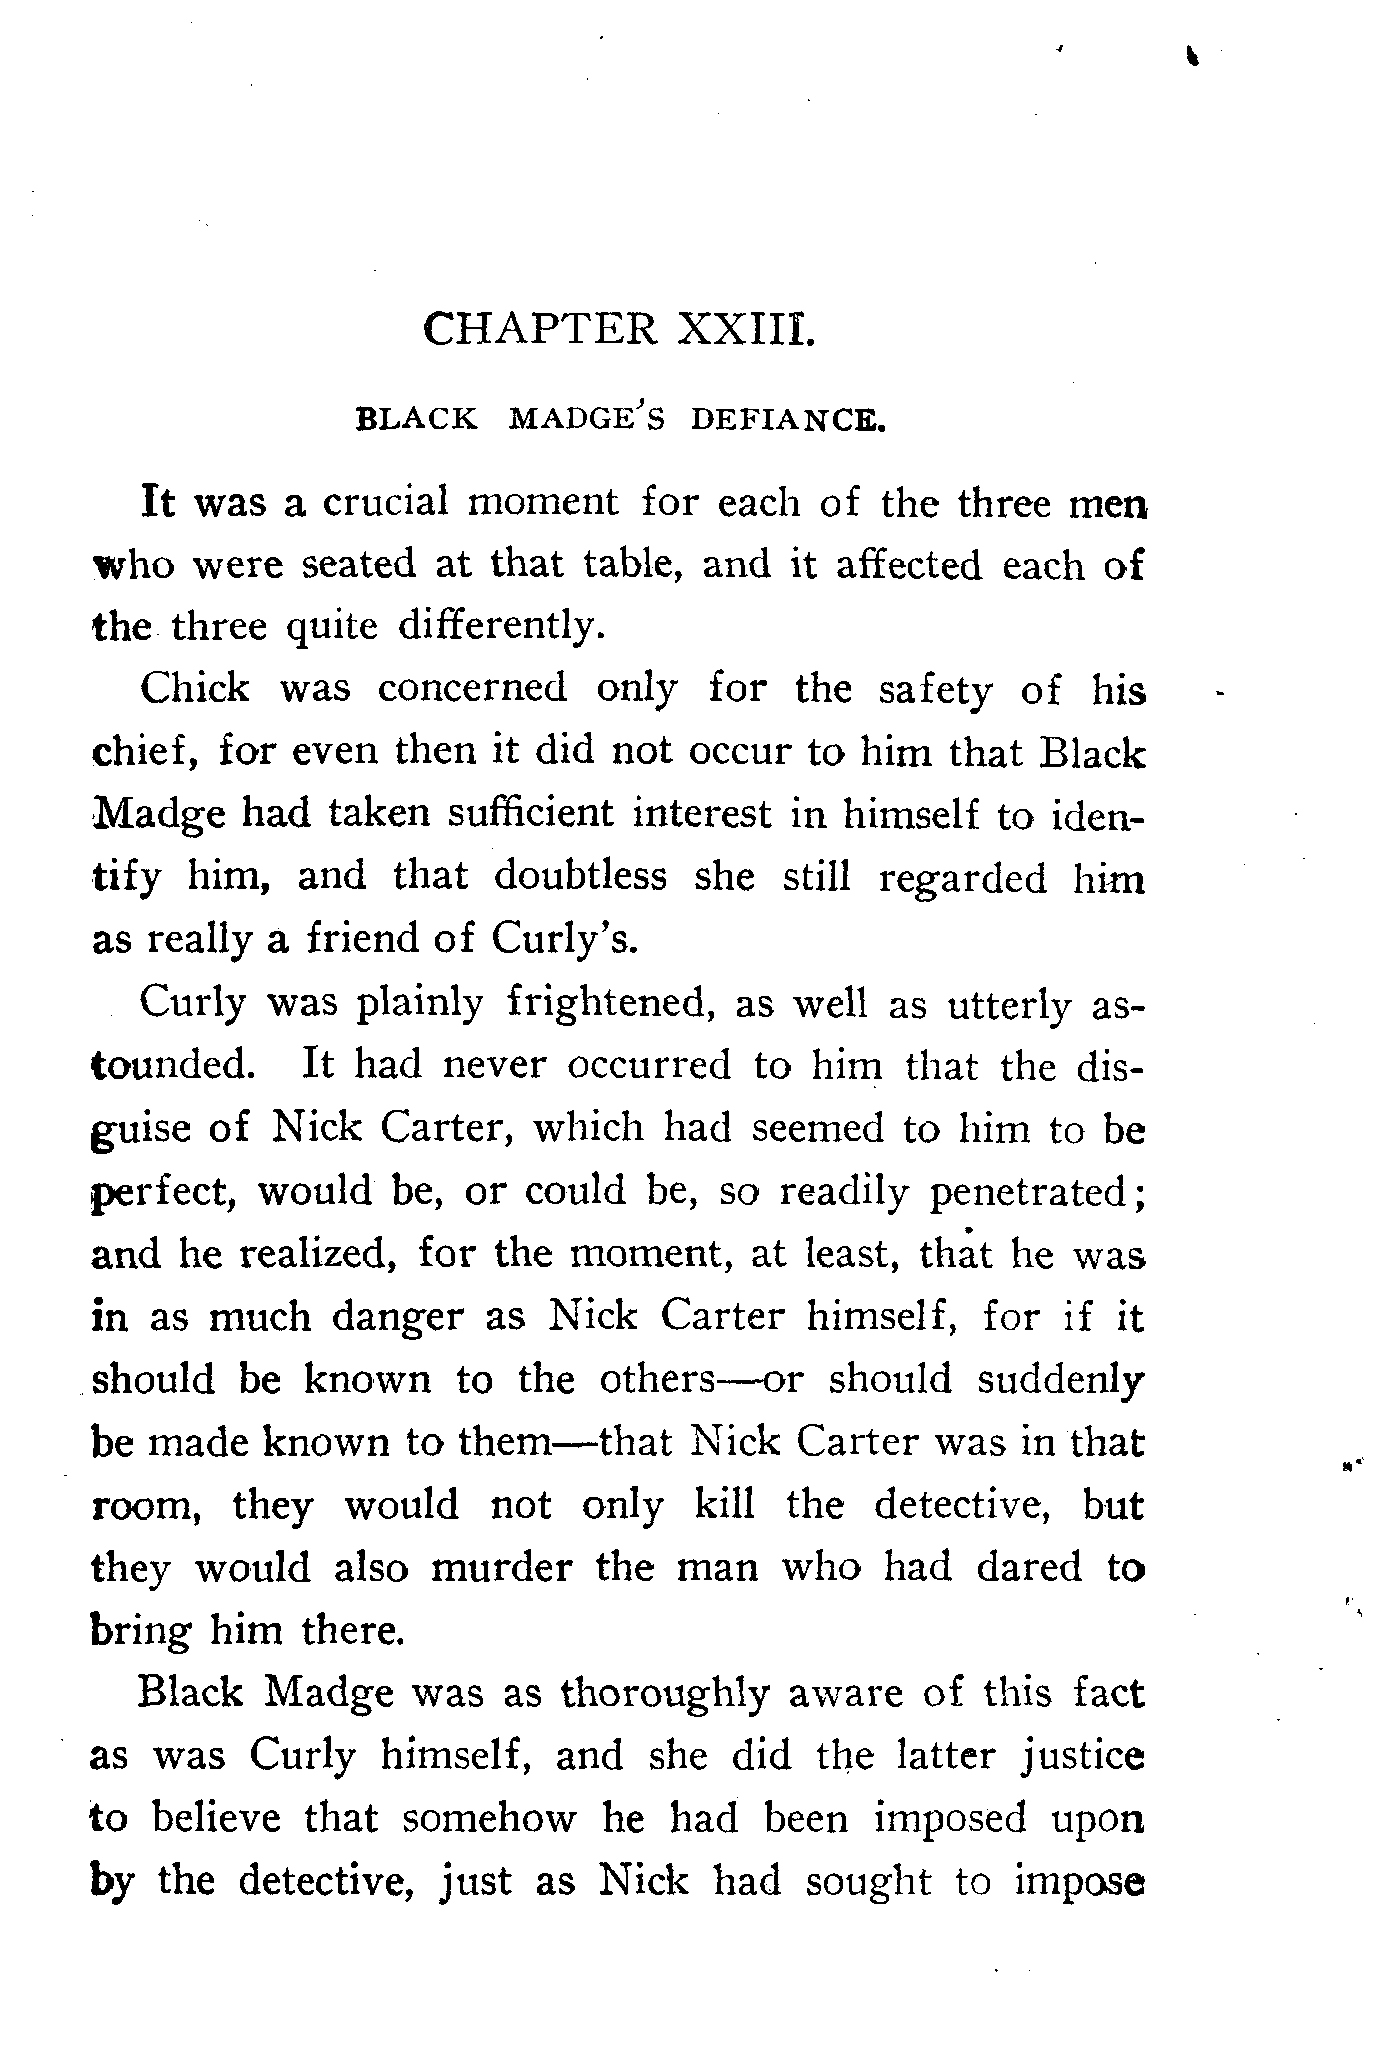 CHAPTER XXIII.
BLACK MADGE'S DEFIANCE.
It was a crucial moment for each of the three men
who were seated at that table, and it affected each of
the three quite differently.
Chick was concerned only for the safety of his
chief, for even then it did not occur to him that Black
Madge had taken sufficient interest in himself to iden-
tify him, and that doubtless she still regarded him
as really a friend of Curly's.
Curly was plainly frightened, as well as utterly as-
tounded. It had never occurred to him that the dis-
guise of Nick Carter, which had seemed to him to be
perfect, would be, or could be, so readily penetrated;
and he realized, for the moment, at least, that he was
in as much danger as Nick Carter himself, for if it
should be known to the others—or should suddenly
be made known to them—that Nick Carter was in that
room, they would not only kill the detective, but
they would also murder the man who had dared to
bring him there.
Black Madge was as thoroughly aware of this fact
as was Curly himself, and she did the latter justice
to believe that somehow he had been imposed upon
by the detective, just as Nick had sought to impose